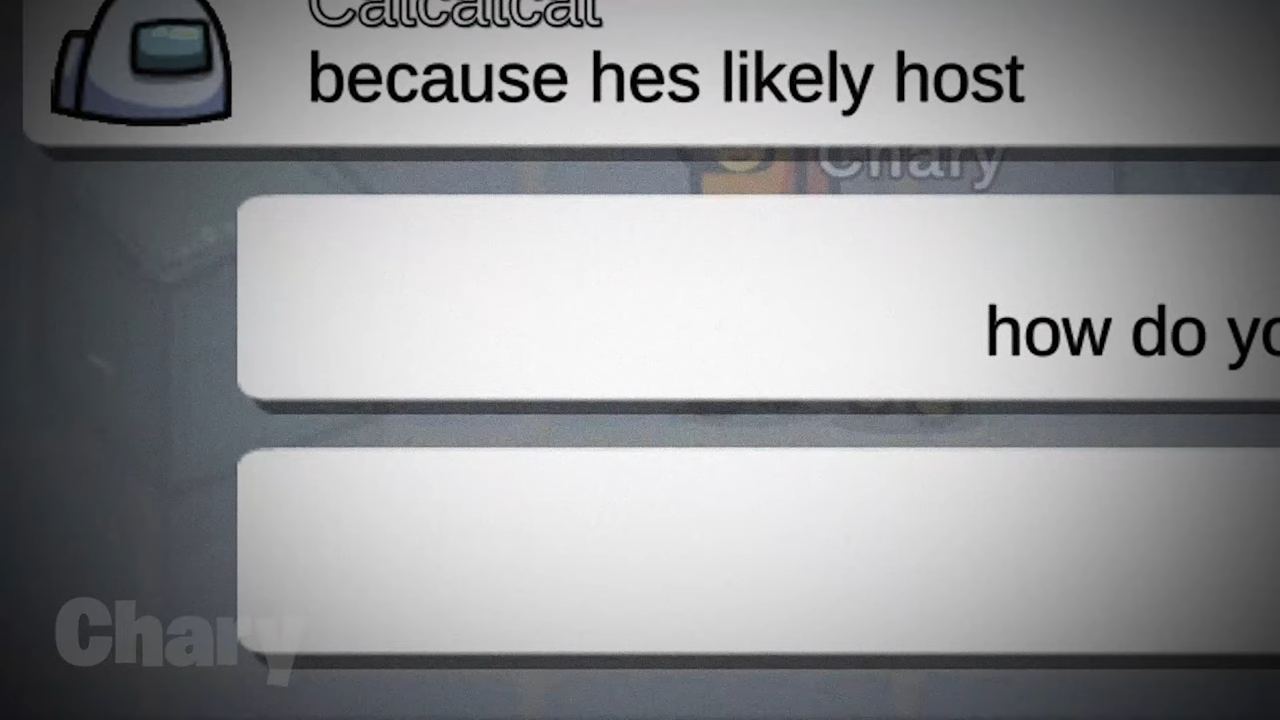 Catcatcat
because hes likely host
Chary
how do yo
Chary